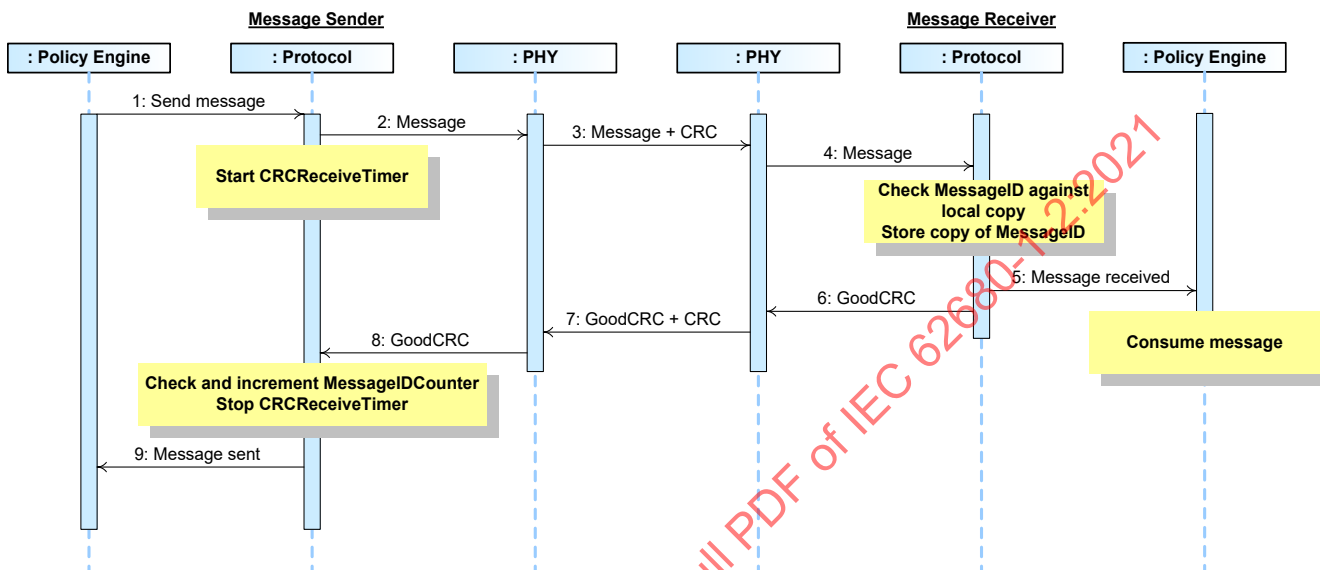 Message Sender
Message Receiver
: Policy Engine
: Protocol
: PHY
: PHY
: Protocol
: Policy Engine
1: Send message
2: Message
3: Message + CRC
4: Message
Start CRCReceiveTimer
Check MessageID against
local copy
Store copy of MessageID
5: Message received
6: GoodCRC
7: GoodCRC + CRC
8: GoodCRC
Consume message
Check and increment MessageIDCounter
Stop CRCReceiveTimer
9: Message sent
PDF of IEC 62680-1-2:2021